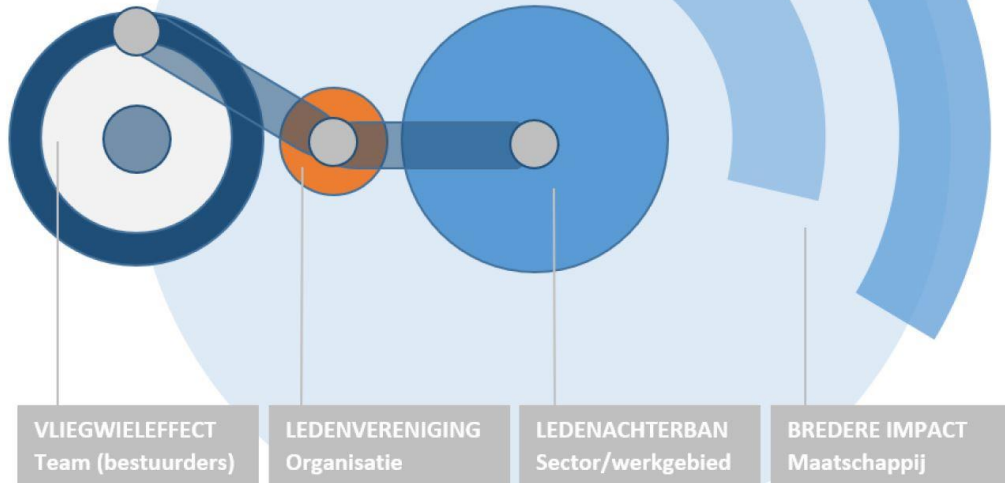 VLIEGWIELEFFECT
Team (bestuurders)
LEDENVERENIGING
Organisatie
LEDENACHTERBAN
Sector/werkgebied
BREDERE IMPACT
Maatschappij